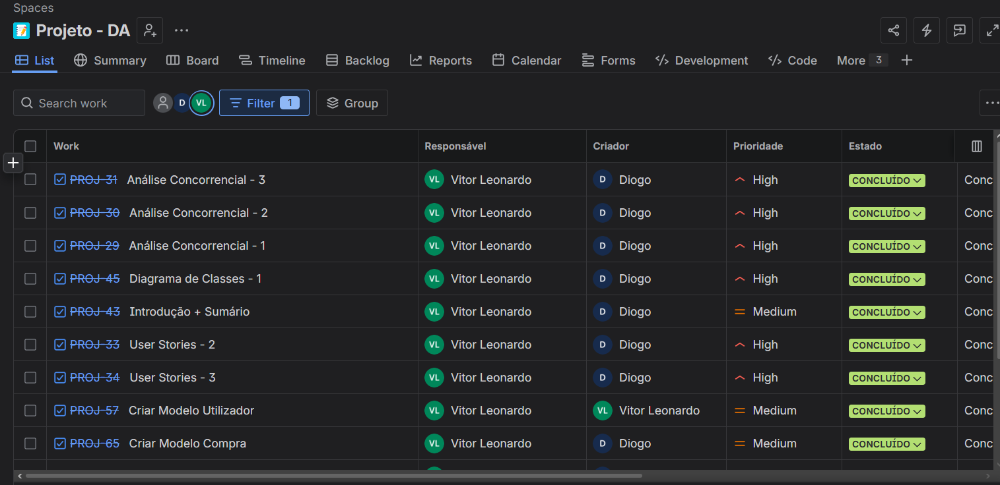 Spaces
Projeto - DA
List Summary Board Timeline Backlog Reports Calendar Forms Development Code More 3
Search work D VL Filter 1 Group
Work Responsável Criador Prioridade Estado
PROJ-31 Análise Concorrencial - 3 VL Vitor Leonardo D Diogo High CONCLUÍDO Conc
PROJ-30 Análise Concorrencial - 2 VL Vitor Leonardo D Diogo High CONCLUÍDO Conc
PROJ-29 Análise Concorrencial - 1 VL Vitor Leonardo D Diogo High CONCLUÍDO Conc
PROJ-45 Diagrama de Classes - 1 VL Vitor Leonardo D Diogo High CONCLUÍDO Conc
PROJ-43 Introdução + Sumário VL Vitor Leonardo D Diogo Medium CONCLUÍDO Conc
PROJ-33 User Stories - 2 VL Vitor Leonardo D Diogo High CONCLUÍDO Conc
PROJ-34 User Stories - 3 VL Vitor Leonardo D Diogo High CONCLUÍDO Conc
PROJ-57 Criar Modelo Utilizador VL Vitor Leonardo VL Vitor Leonardo Medium CONCLUÍDO Conc
PROJ-65 Criar Modelo Compra VL Vitor Leonardo D Diogo Medium CONCLUÍDO Conc